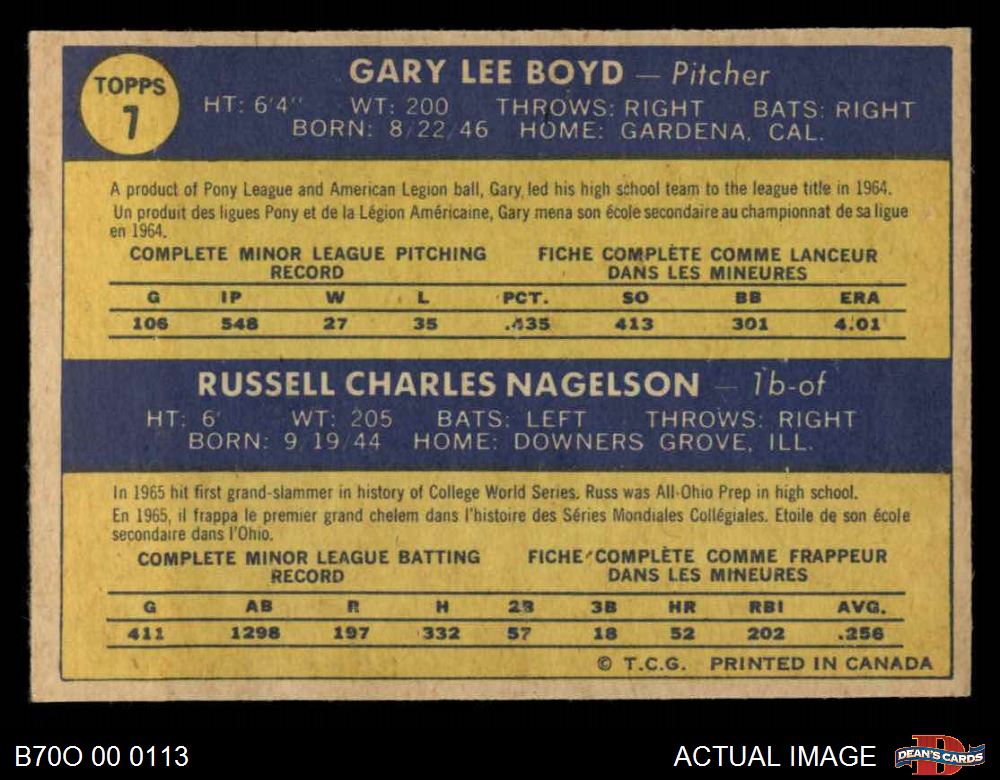 TOPPS
7
GARY LEE BOYD — Pitcher
HT: 6'4" WT: 200 THROWS: RIGHT BATS: RIGHT
BORN: 8/22/46 HOME: GARDENA, CAL.
A product of Pony League and American Legion ball, Gary led his high school team to the league title in 1964.
Un produit des ligues Pony et de la Légion Américaine, Gary mena son école secondaire au championnat de sa ligue
en 1964.
COMPLETE MINOR LEAGUE PITCHING FICHE COMPLÈTE COMME LANCEUR
RECORD DANS LES MINEURES
G IP W L PCT. SO BB ERA
106 548 27 35 .435 413 301 4.01
RUSSELL CHARLES NAGELSON — 1b-of
HT: 6' WT: 205 BATS: LEFT THROWS: RIGHT
BORN: 9/19/44 HOME: DOWNERS GROVE, ILL.
In 1965 hit first grand-slammer in history of College World Series. Russ was All-Ohio Prep in high school.
En 1965, il frappa le premier grand chelem dans l'histoire des Séries Mondiales Collégiales. Etoile de son école
secondaire dans l'Ohio.
COMPLETE MINOR LEAGUE BATTING FICHE COMPLÈTE COMME FRAPPEUR
RECORD DANS LES MINEURES
G AB R H 2B 3B HR RBI AVG.
411 1298 197 332 57 18 52 202 .256
© T.C.G. PRINTED IN CANADA
B70O 00 0113 ACTUAL IMAGE DEAN'S CARDS